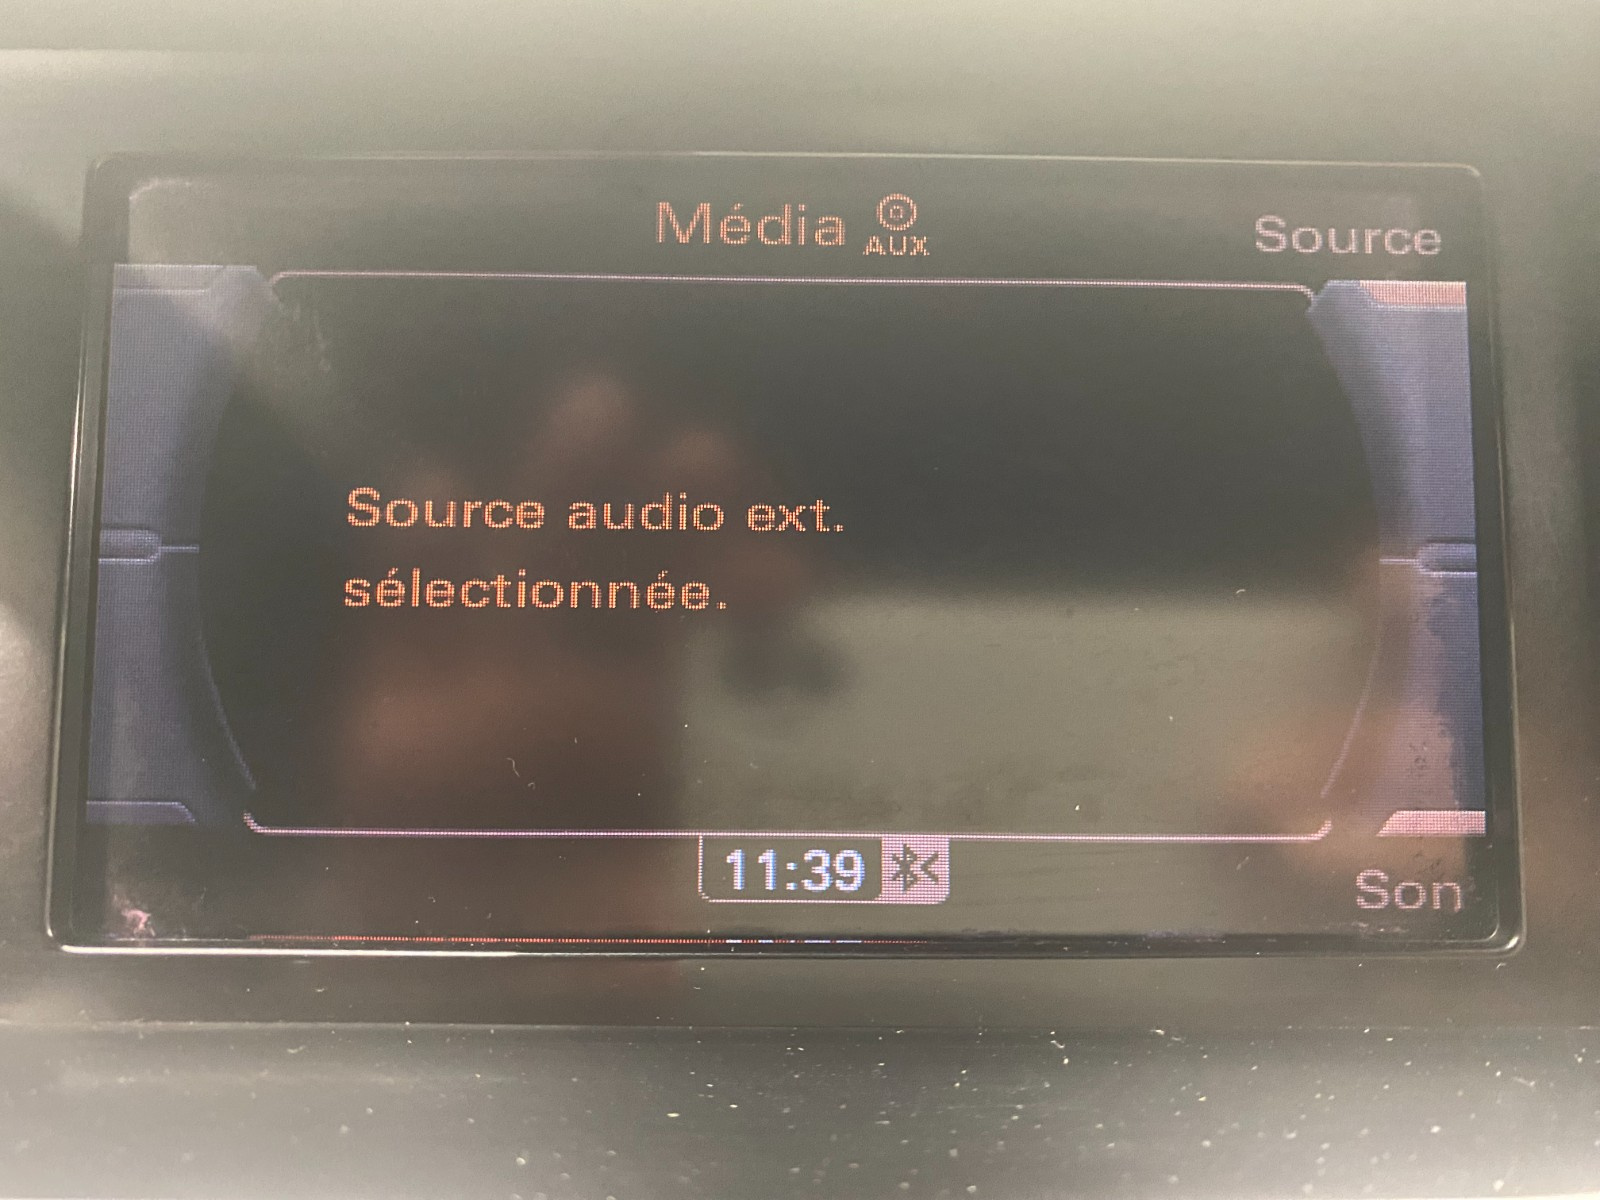 Média AUX
Source
Source audio ext.
sélectionnée.
11:39
Son